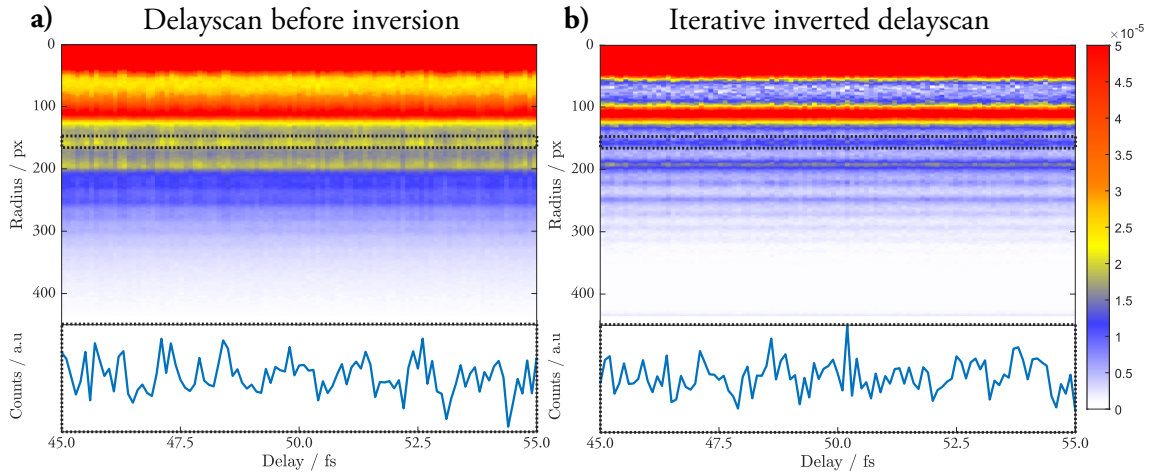 a) Delayscan before inversion
b) Iterative inverted delayscan
Radius / px
0
100
200
300
400
Counts / a.u
45.0 47.5 50.0 52.5 55.0
Delay / fs
Radius / px
0
100
200
300
400
Counts / a.u
45.0 47.5 50.0 52.5 55.0
Delay / fs
×10⁻⁵
5
4.5
4
3.5
3
2.5
2
1.5
1
0.5
0